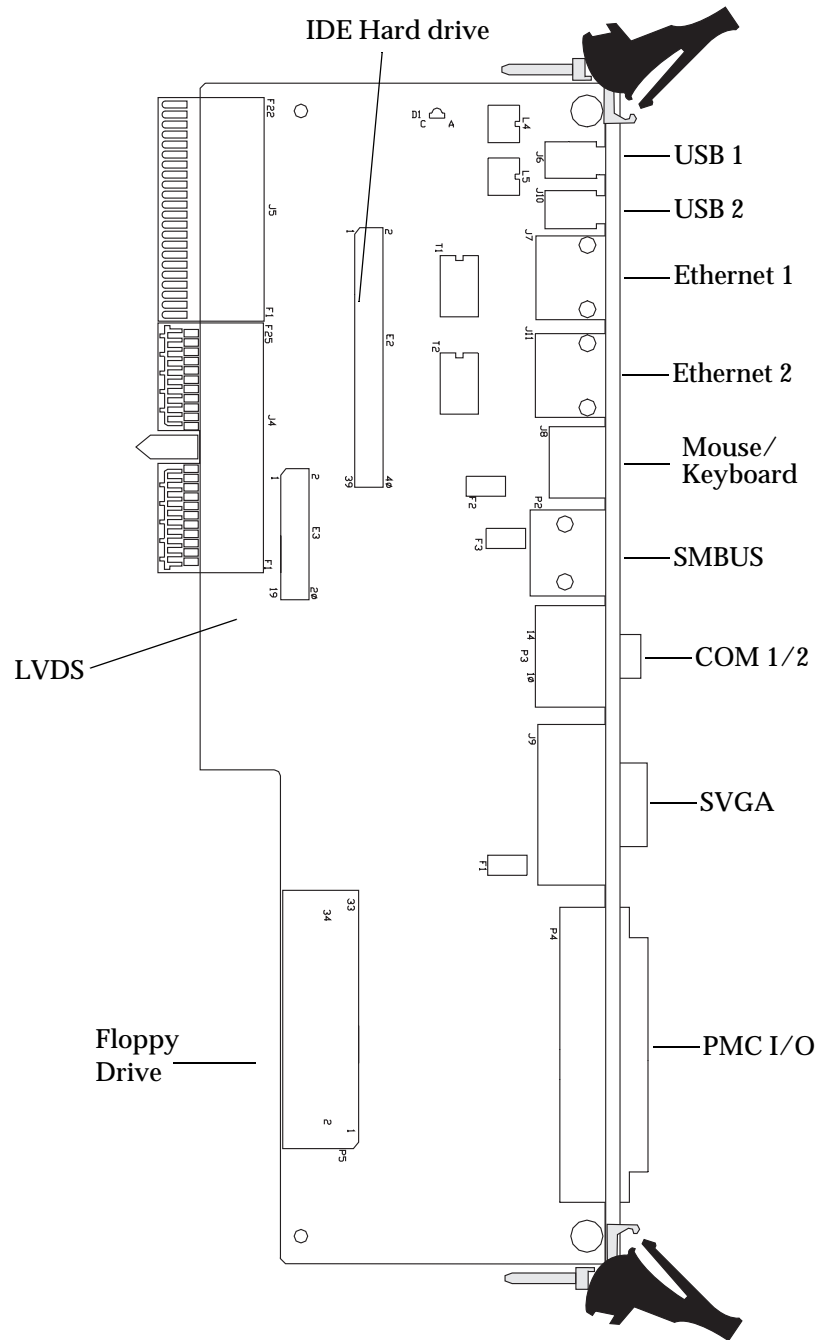 IDE Hard drive
F22
D1
C
A
L4
J6
USB 1
L5
J10
USB 2
J5
1
2
T1
J7
Ethernet 1
F1
F25
E2
T2
J11
Ethernet 2
J4
J8
Mouse/
Keyboard
1
2
39
40
F2
P2
E3
F3
SMBUS
F1
19
20
14
P3
10
COM 1/2
LVDS
J9
SVGA
F1
33
34
P4
Floppy
Drive
PMC I/O
2
1
P5